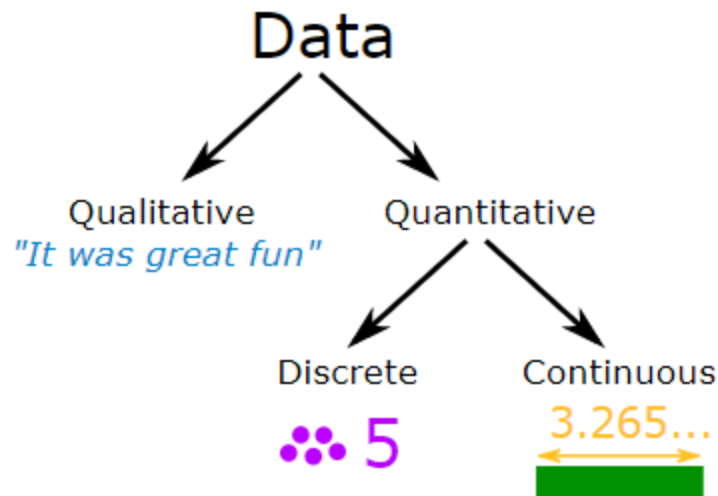 Data
Qualitative
Quantitative
"It was great fun"
Discrete
Continuous
5
3.265...